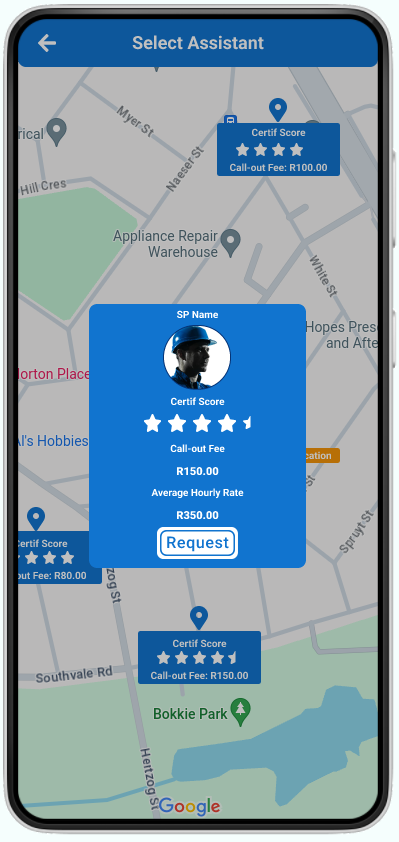 Select Assistant
Myer St
rical
Certif Score
Call-out Fee: R100.00
Naeser St
Hill Cres
Appliance Repair
Warehouse
White St
SP Name
Hopes Pres
and Afte
Morton Place
Certif Score
Al's Hobbies
Call-out Fee
cation
R150.00
Average Hourly Rate
St
R350.00
Spruyt St
Request
Certif Score
out Fee: R80.00
rzog St
Certif Score
Call-out Fee: R150.00
Southvale Rd
Bokkie Park
Hertzog St
Google